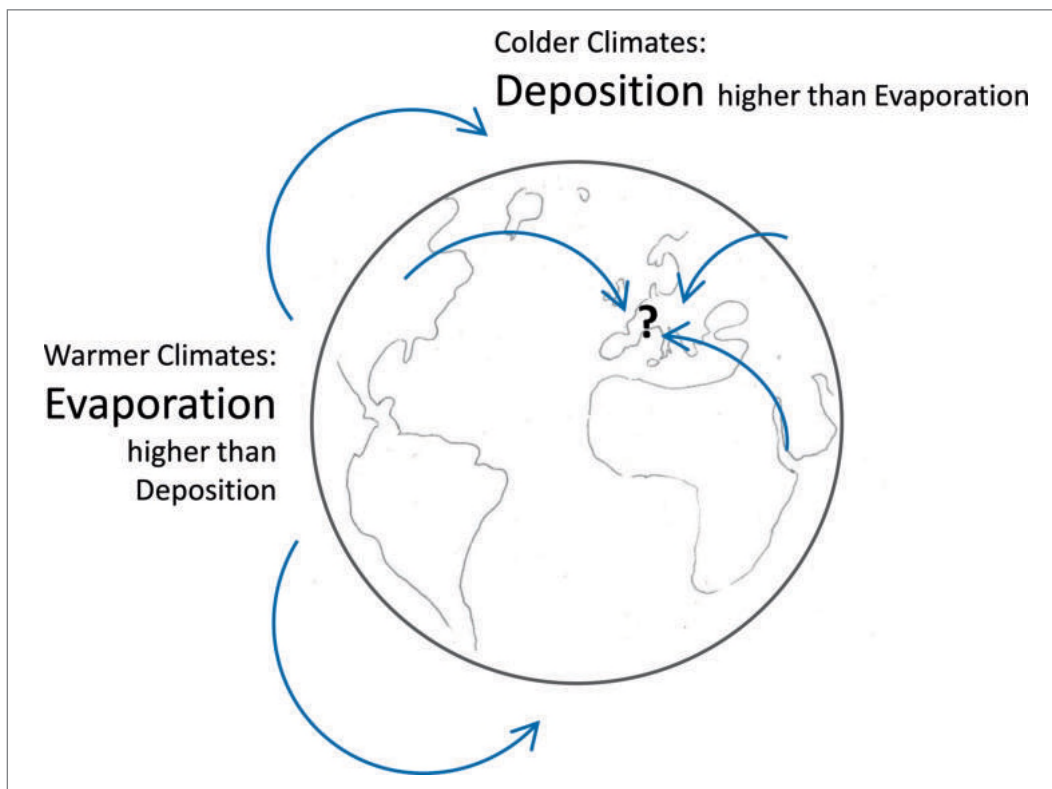 Colder Climates:
Deposition higher than Evaporation
?
Warmer Climates:
Evaporation
higher than
Deposition